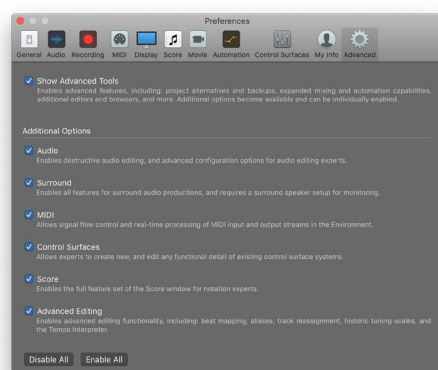 Preferences
General Audio Recording MIDI Display Score Movie Automation Control Surfaces My Info Advanced
Show Advanced Tools
Enables advanced features, including: project alternatives and backups, expanded mixing and automation capabilities,
additional editors and browsers, and more. Additional options become available and can be individually enabled.
Additional Options
Audio
Enables destructive audio editing, and advanced configuration options for audio editing experts.
Surround
Enables all features for surround audio productions, and requires a surround speaker setup for monitoring.
MIDI
Allows signal flow control and real-time processing of MIDI input and output streams in the Environment.
Control Surfaces
Allows experts to create new, and edit any functional detail of existing control surface systems.
Score
Enables the full feature set of the Score window for notation experts.
Advanced Editing
Enables advanced editing functionality, including: beat mapping, aliases, track reassignment, historic tuning scales, and
the Tempo Interpreter.
Disable All Enable All